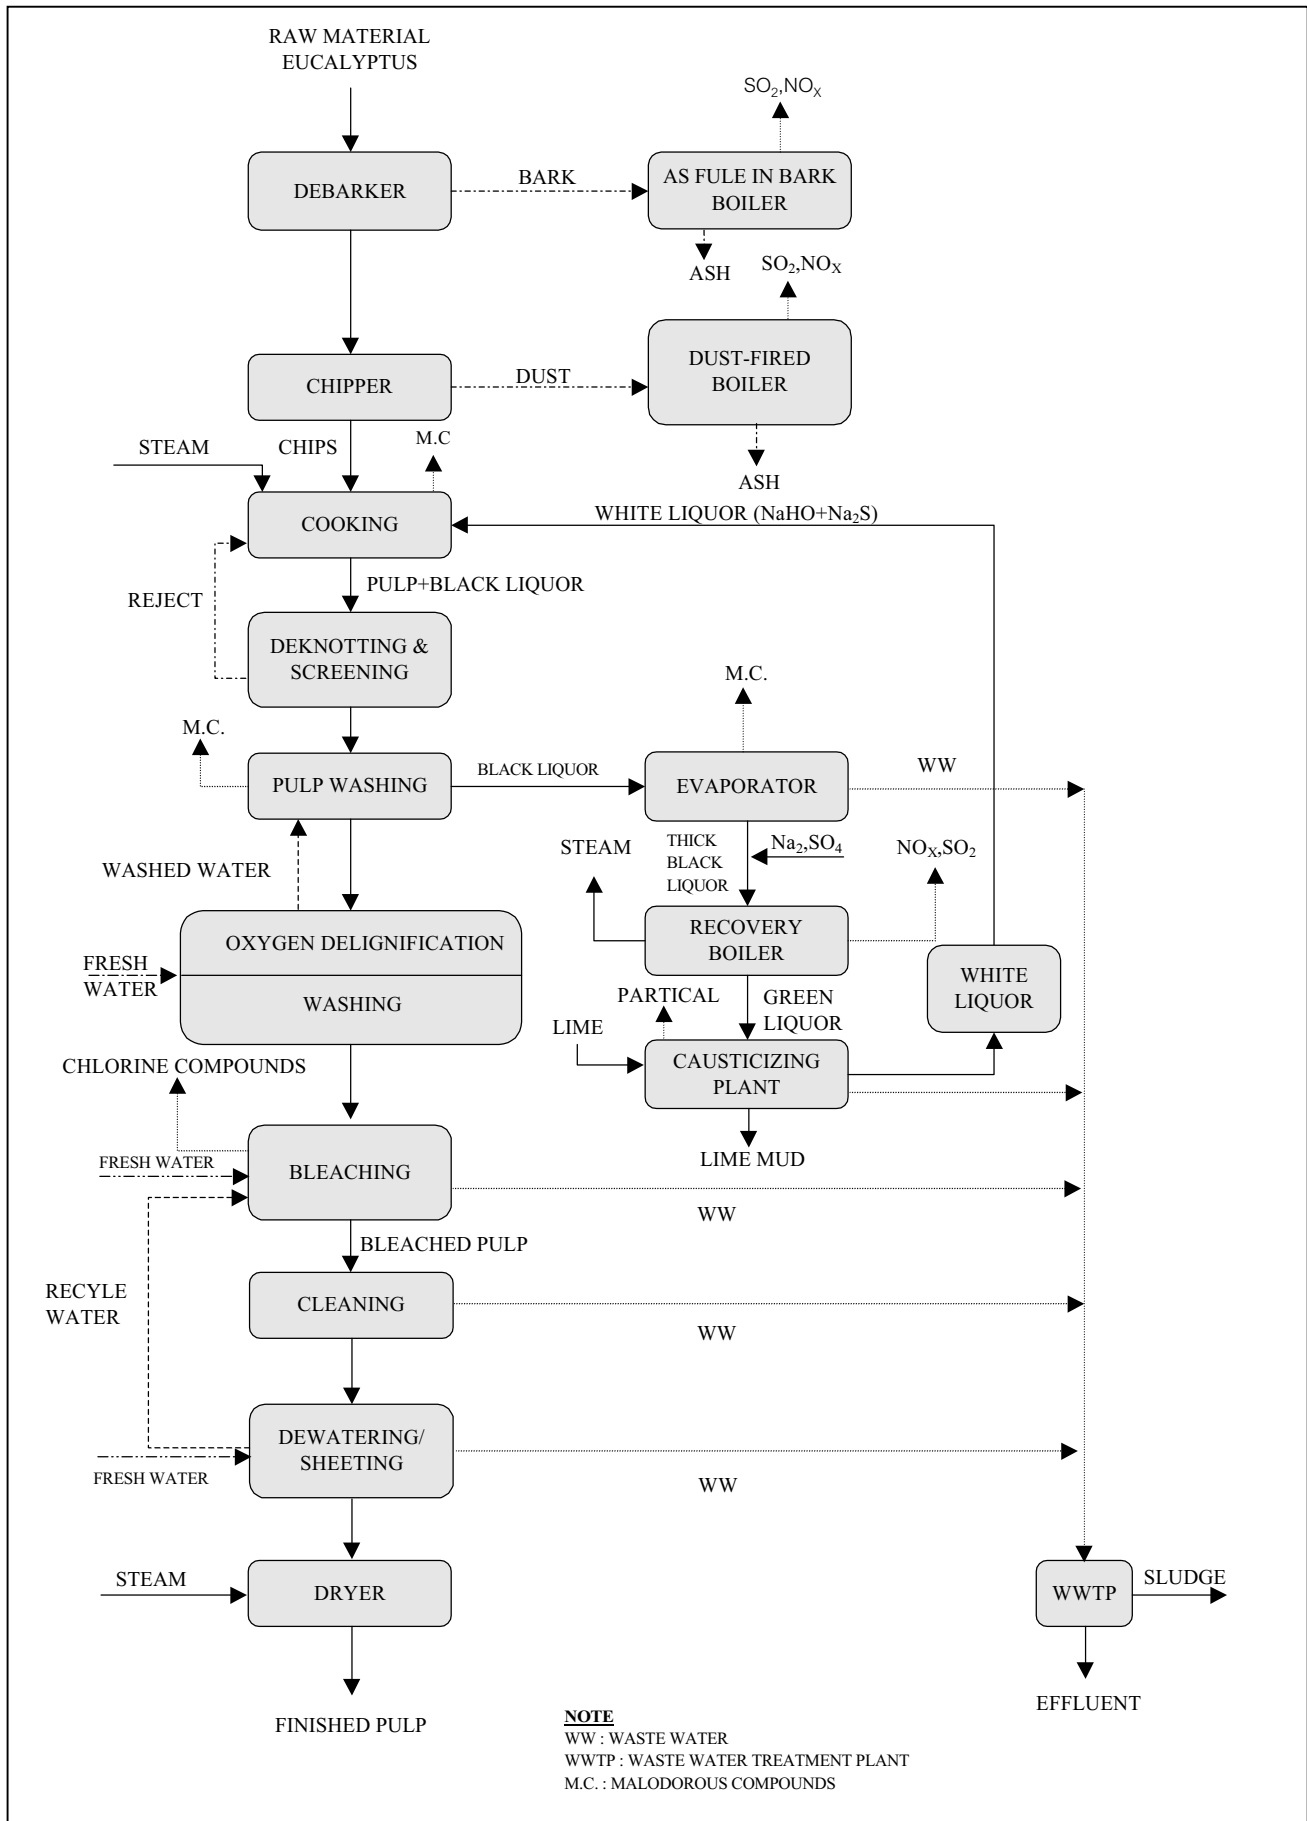 RAW MATERIAL
EUCALYPTUS
SO2,NOX
DEBARKER
BARK
AS FULE IN BARK
BOILER
ASH
SO2,NOX
CHIPPER
DUST
DUST-FIRED
BOILER
ASH
STEAM
CHIPS
M.C
COOKING
WHITE LIQUOR (NaHO+Na2S)
PULP+BLACK LIQUOR
REJECT
DEKNOTTING &
SCREENING
M.C.
M.C.
PULP WASHING
BLACK LIQUOR
EVAPORATOR
WW
WASHED WATER
STEAM
THICK
BLACK
LIQUOR
Na2,SO4
NOX,SO2
OXYGEN DELIGNIFICATION
WASHING
FRESH
WATER
RECOVERY
BOILER
WHITE
LIQUOR
PARTICAL
GREEN
LIQUOR
LIME
CAUSTICIZING
PLANT
LIME MUD
CHLORINE COMPOUNDS
BLEACHING
FRESH WATER
WW
BLEACHED PULP
RECYLE
WATER
CLEANING
WW
DEWATERING/
SHEETING
FRESH WATER
WW
STEAM
DRYER
WWTP
SLUDGE
EFFLUENT
FINISHED PULP
NOTE
WW : WASTE WATER
WWTP : WASTE WATER TREATMENT PLANT
M.C. : MALODOROUS COMPOUNDS